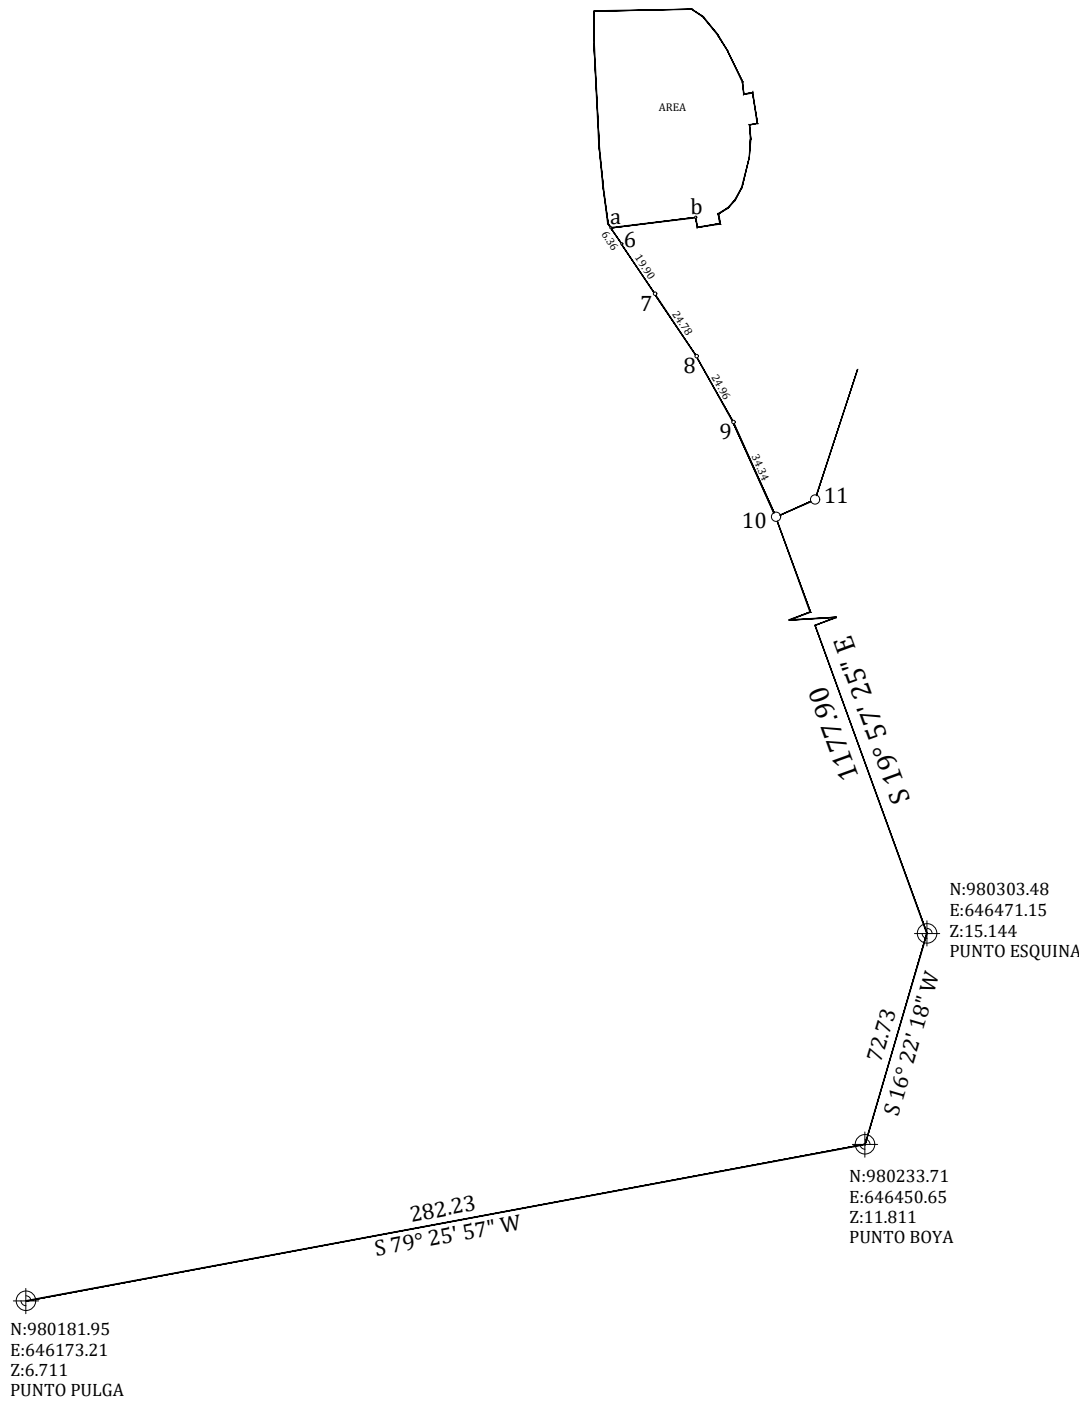 AREA
a
b
6.36
6
19.90
7
24.78
8
24.96
9
34.34
11
10
S 19° 57' 25" E
1177.90
N:980303.48
E:646471.15
Z:15.144
PUNTO ESQUINA
72.73
S 16° 22' 18" W
N:980233.71
E:646450.65
Z:11.811
PUNTO BOYA
282.23
S 79° 25' 57" W
N:980181.95
E:646173.21
Z:6.711
PUNTO PULGA